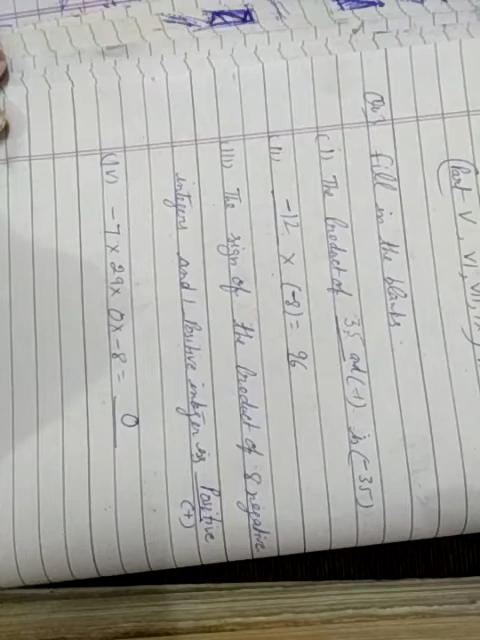 (Part V, VI, VII, IX)
Qn3 fill in the blanks.
(i) The Product of 35 and (-1) is (-35)
(ii) -12 × (-8) = 96
(iii) The sign of the Product of 8 negative
integers and 1 Positive integer is Positive
(+)
(iv) -7 × 29 × 0 × -8 = 0